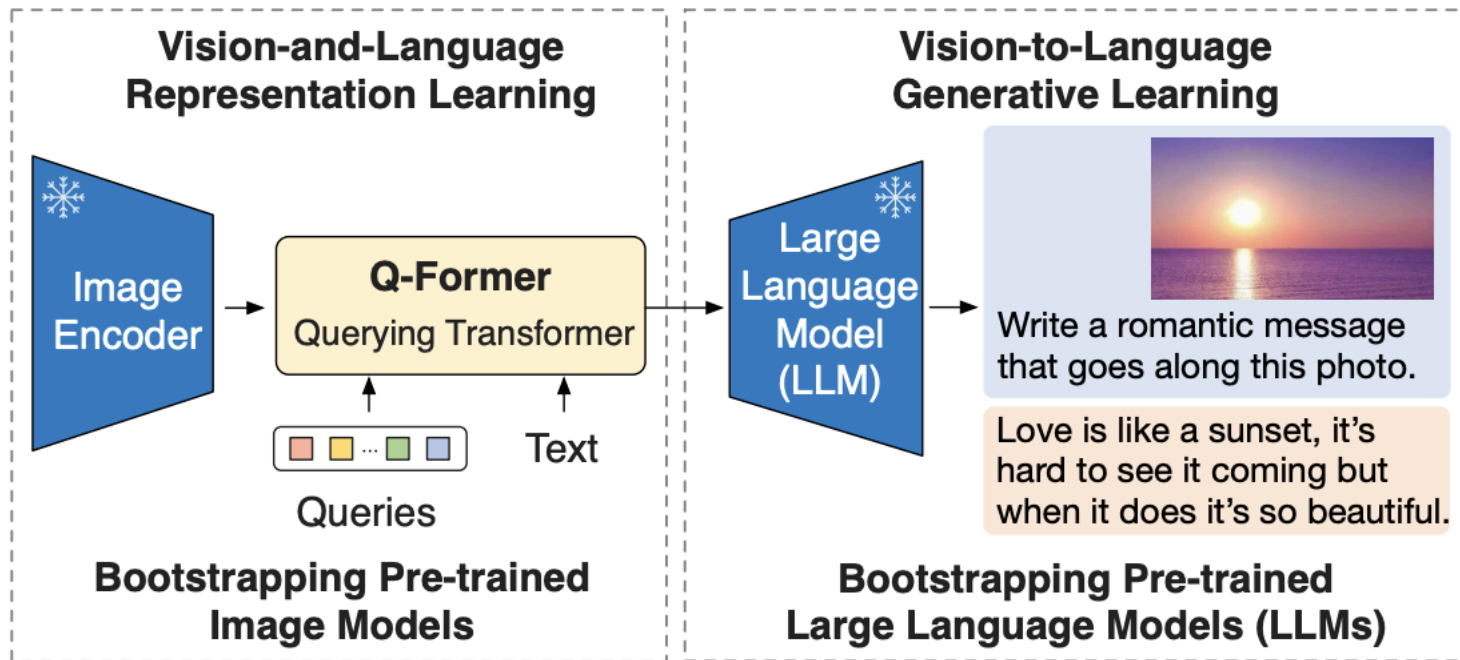 Vision-and-Language
Representation Learning
Image
Encoder
Q-Former
Querying Transformer
...
Queries
Text
Bootstrapping Pre-trained
Image Models
Vision-to-Language
Generative Learning
Large
Language
Model
(LLM)
Write a romantic message
that goes along this photo.
Love is like a sunset, it's
hard to see it coming but
when it does it's so beautiful.
Bootstrapping Pre-trained
Large Language Models (LLMs)